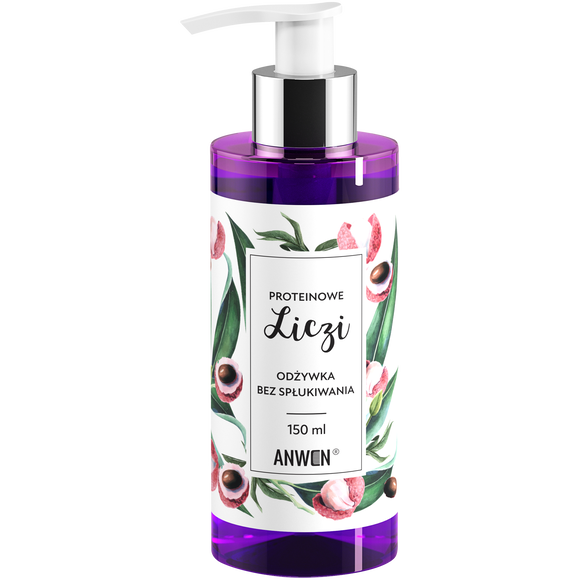 PROTEINOWE
Liczi
ODŻYWKA
BEZ SPŁUKIWANIA
150 ml
ANWEN®